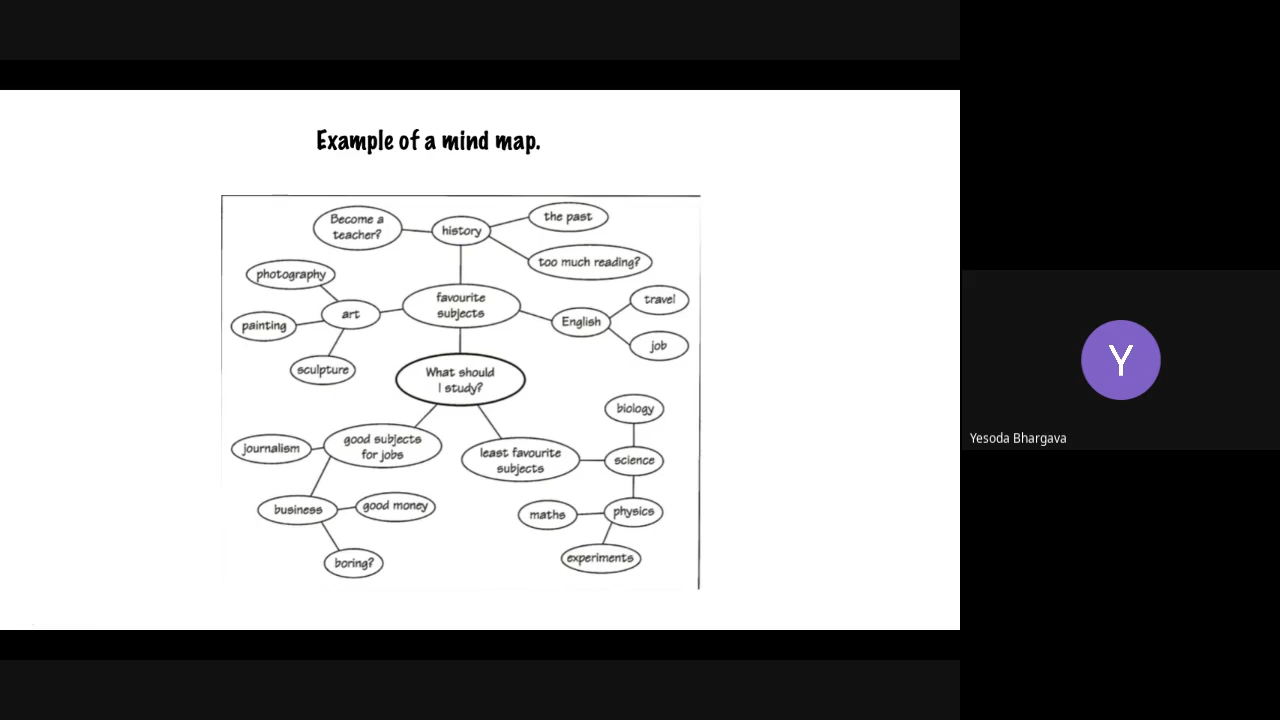 Example of a mind map.
Become a
teacher?
history
the past
too much reading?
photography
art
painting
sculpture
favourite
subjects
English
travel
job
What should
I study?
good subjects
for jobs
journalism
business
good money
boring?
least favourite
subjects
biology
science
physics
maths
experiments
Y
Yesoda Bhargava